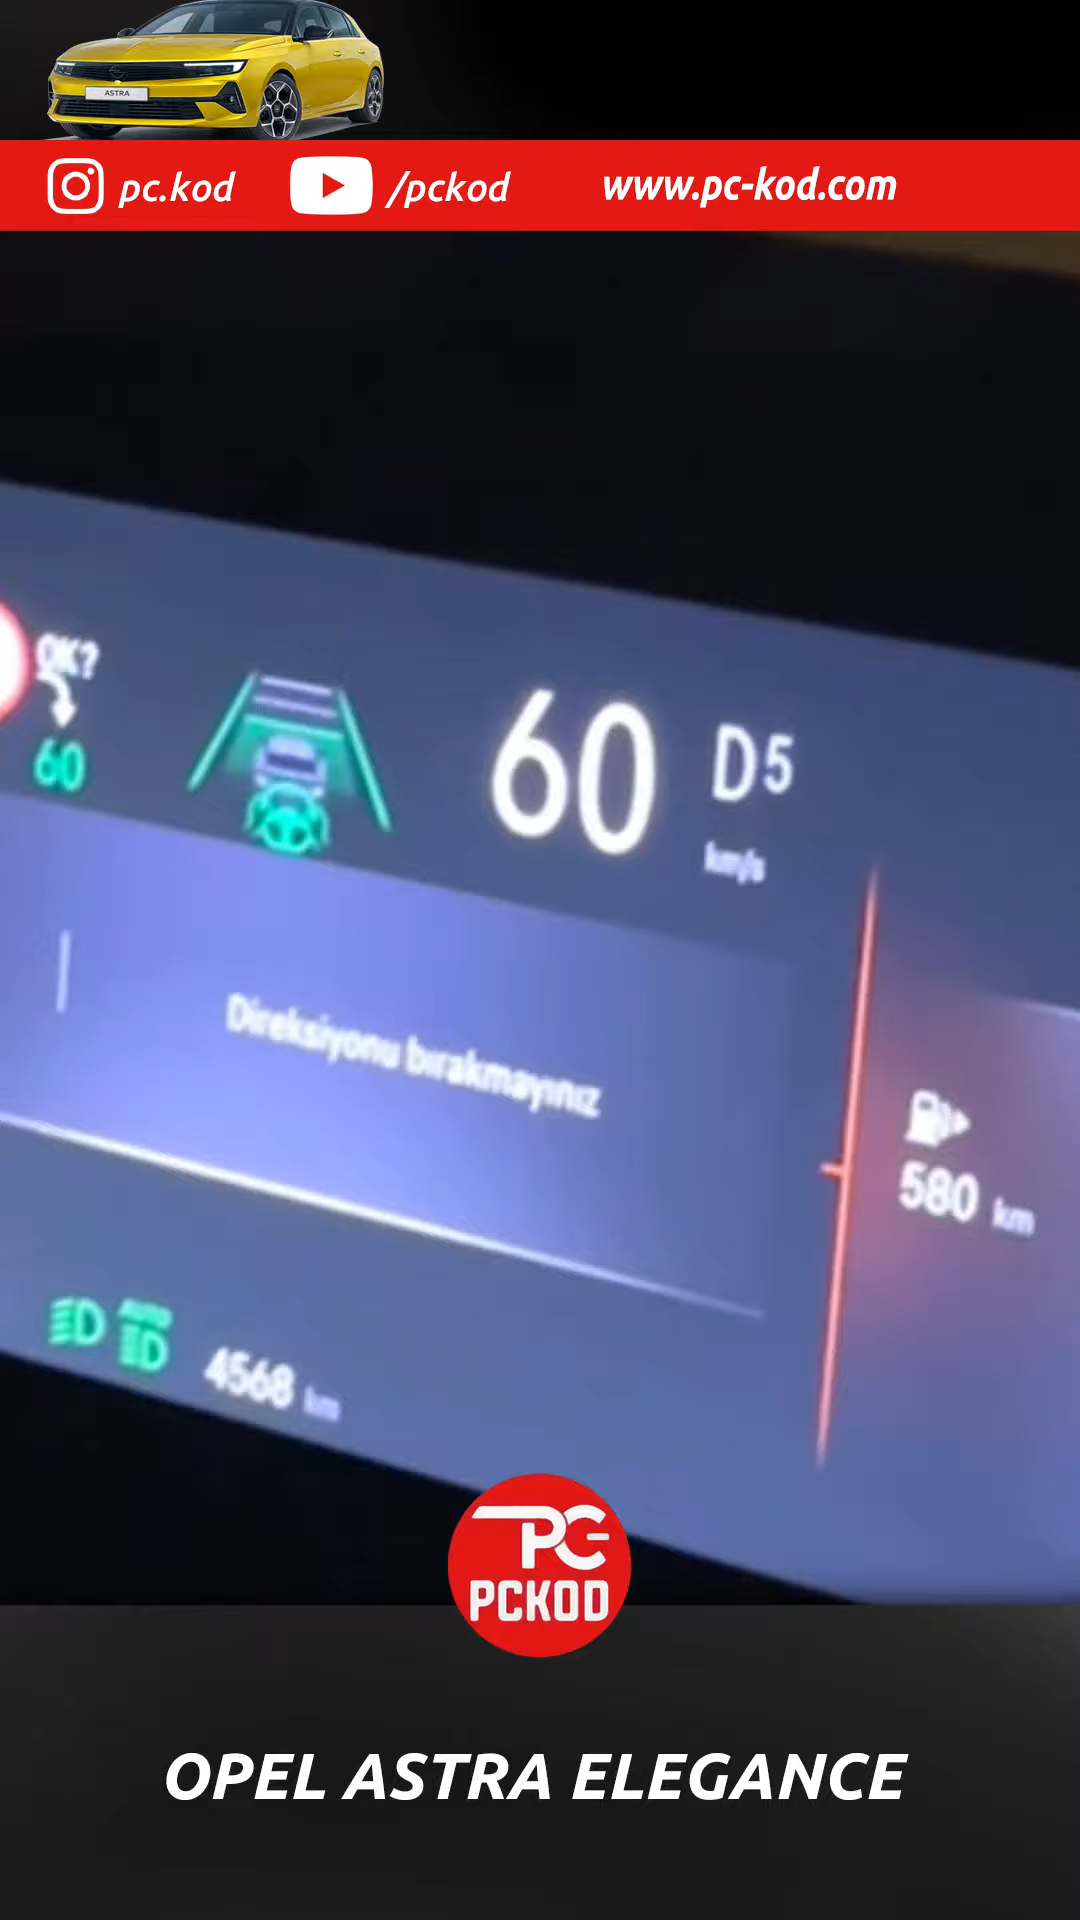 ASTRA
pc.kod /pckod www.pc-kod.com
OK?
60
60 D5
km/s
Direksiyonu bırakmayınız
580 km
AUTO
4568 km
PC
PCKOD
OPEL ASTRA ELEGANCE